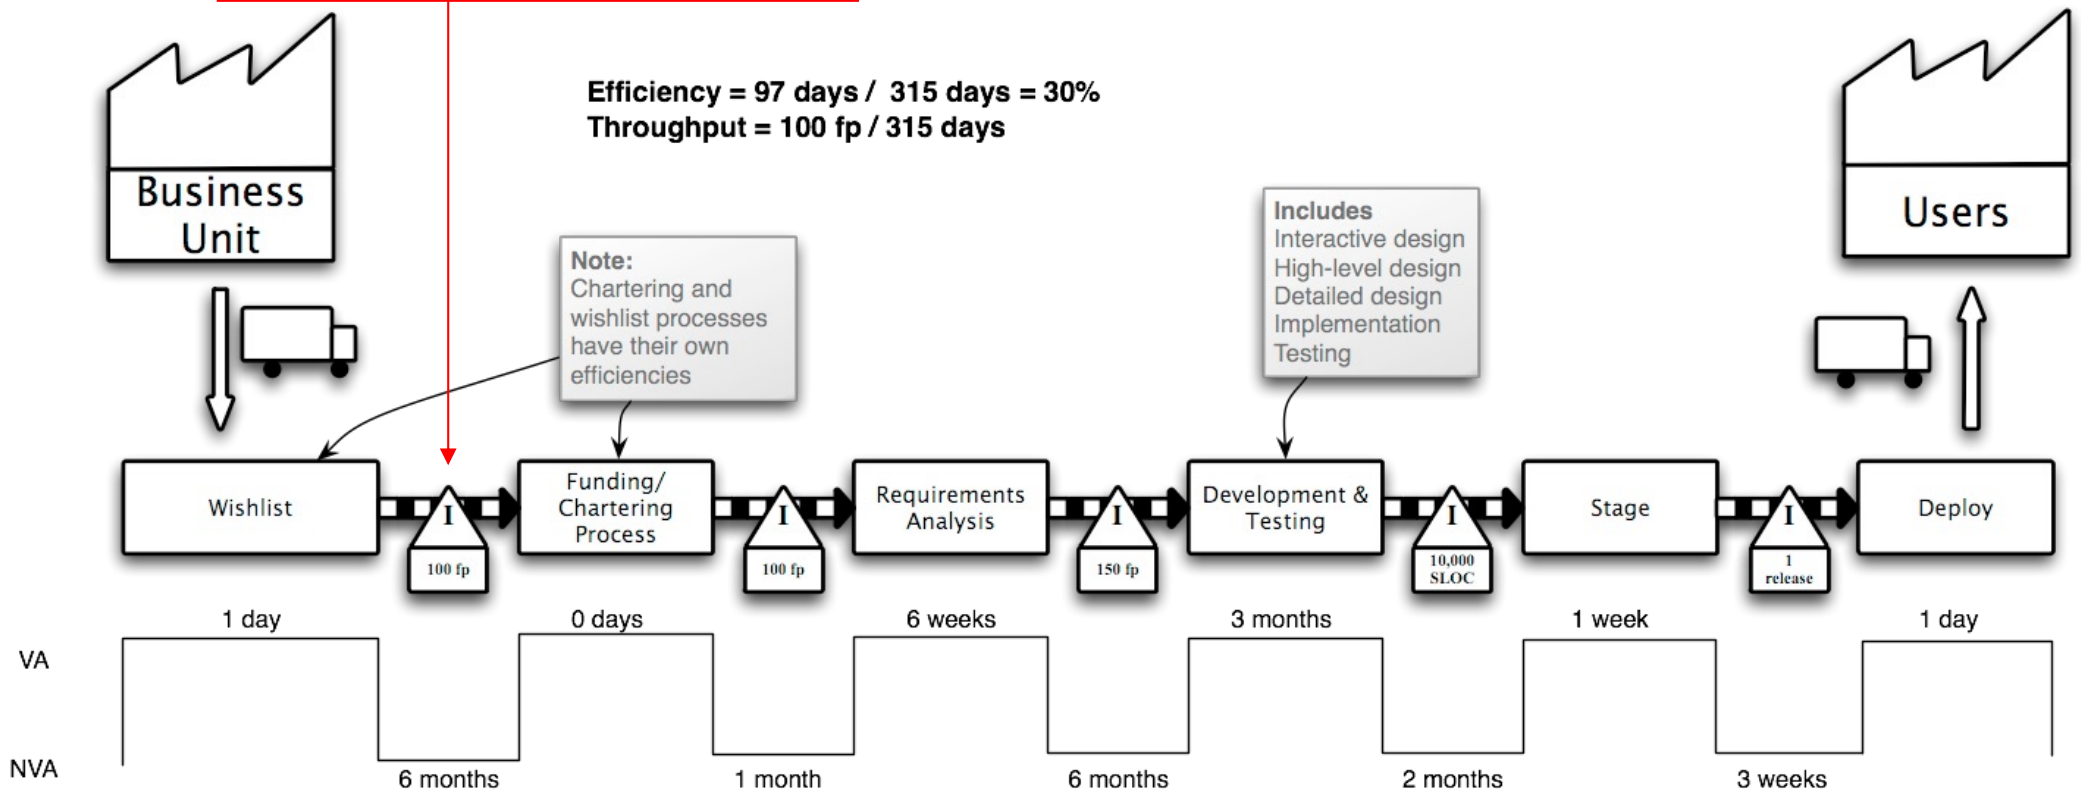 Efficiency = 97 days / 315 days = 30%
Throughput = 100 fp / 315 days
Business
Unit
Users
Note:
Chartering and
wishlist processes
have their own
efficiencies
Includes
Interactive design
High-level design
Detailed design
Implementation
Testing
Wishlist
I
100 fp
Funding/
Chartering
Process
I
100 fp
Requirements
Analysis
I
150 fp
Development &
Testing
I
10,000
SLOC
Stage
I
1
release
Deploy
1 day
0 days
6 weeks
3 months
1 week
1 day
VA
NVA
6 months
1 month
6 months
2 months
3 weeks